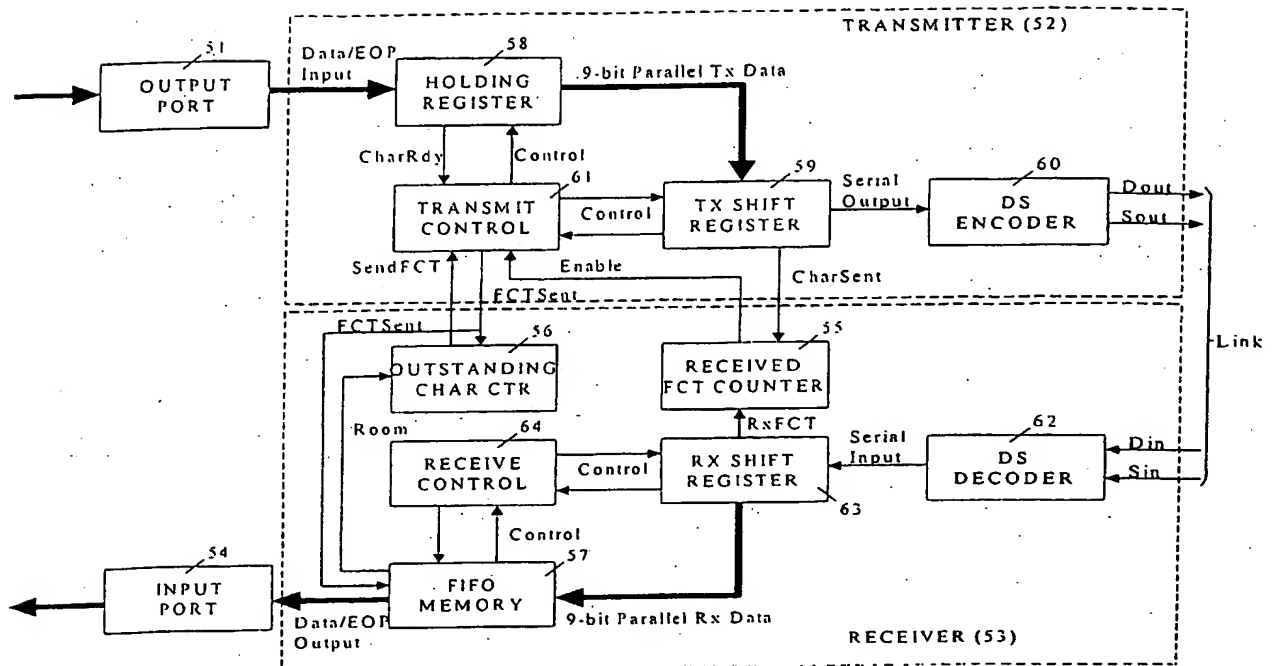 TRANSMITTER (52)
51
OUTPUT
PORT
Data/EOP
Input
58
HOLDING
REGISTER
9-bit Parallel Tx Data
CharRdy
Control
61
TRANSMIT
CONTROL
Control
59
TX SHIFT
REGISTER
Serial
Output
60
DS
ENCODER
Dout
Sout
SendFCT
FCTSent
Enable
CharSent
Link
FCTSent
56
OUTSTANDING
CHAR CTR
55
RECEIVED
FCT COUNTER
RxFCT
Room
64
RECEIVE
CONTROL
Control
RX SHIFT
REGISTER
63
Serial
Input
62
DS
DECODER
Din
Sin
Control
57
FIFO
MEMORY
54
INPUT
PORT
Data/EOP
Output
9-bit Parallel Rx Data
RECEIVER (53)